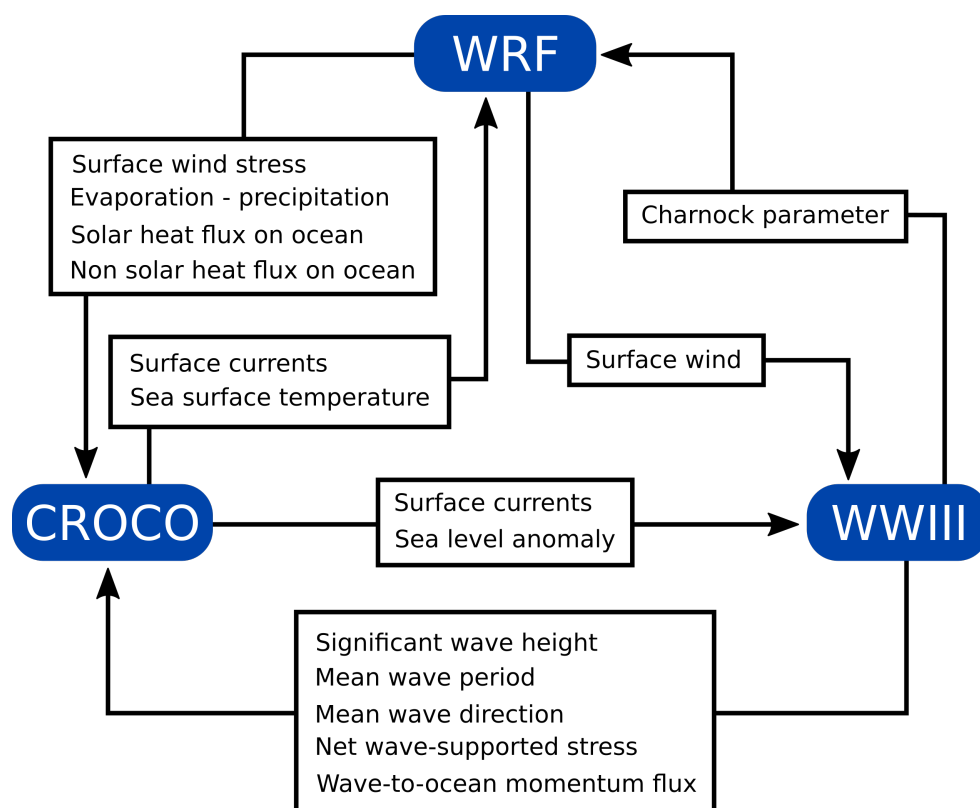 WRF
Surface wind stress
Evaporation - precipitation
Solar heat flux on ocean
Non solar heat flux on ocean
Charnock parameter
Surface currents
Sea surface temperature
Surface wind
CROCO
Surface currents
Sea level anomaly
WWIII
Significant wave height
Mean wave period
Mean wave direction
Net wave-supported stress
Wave-to-ocean momentum flux